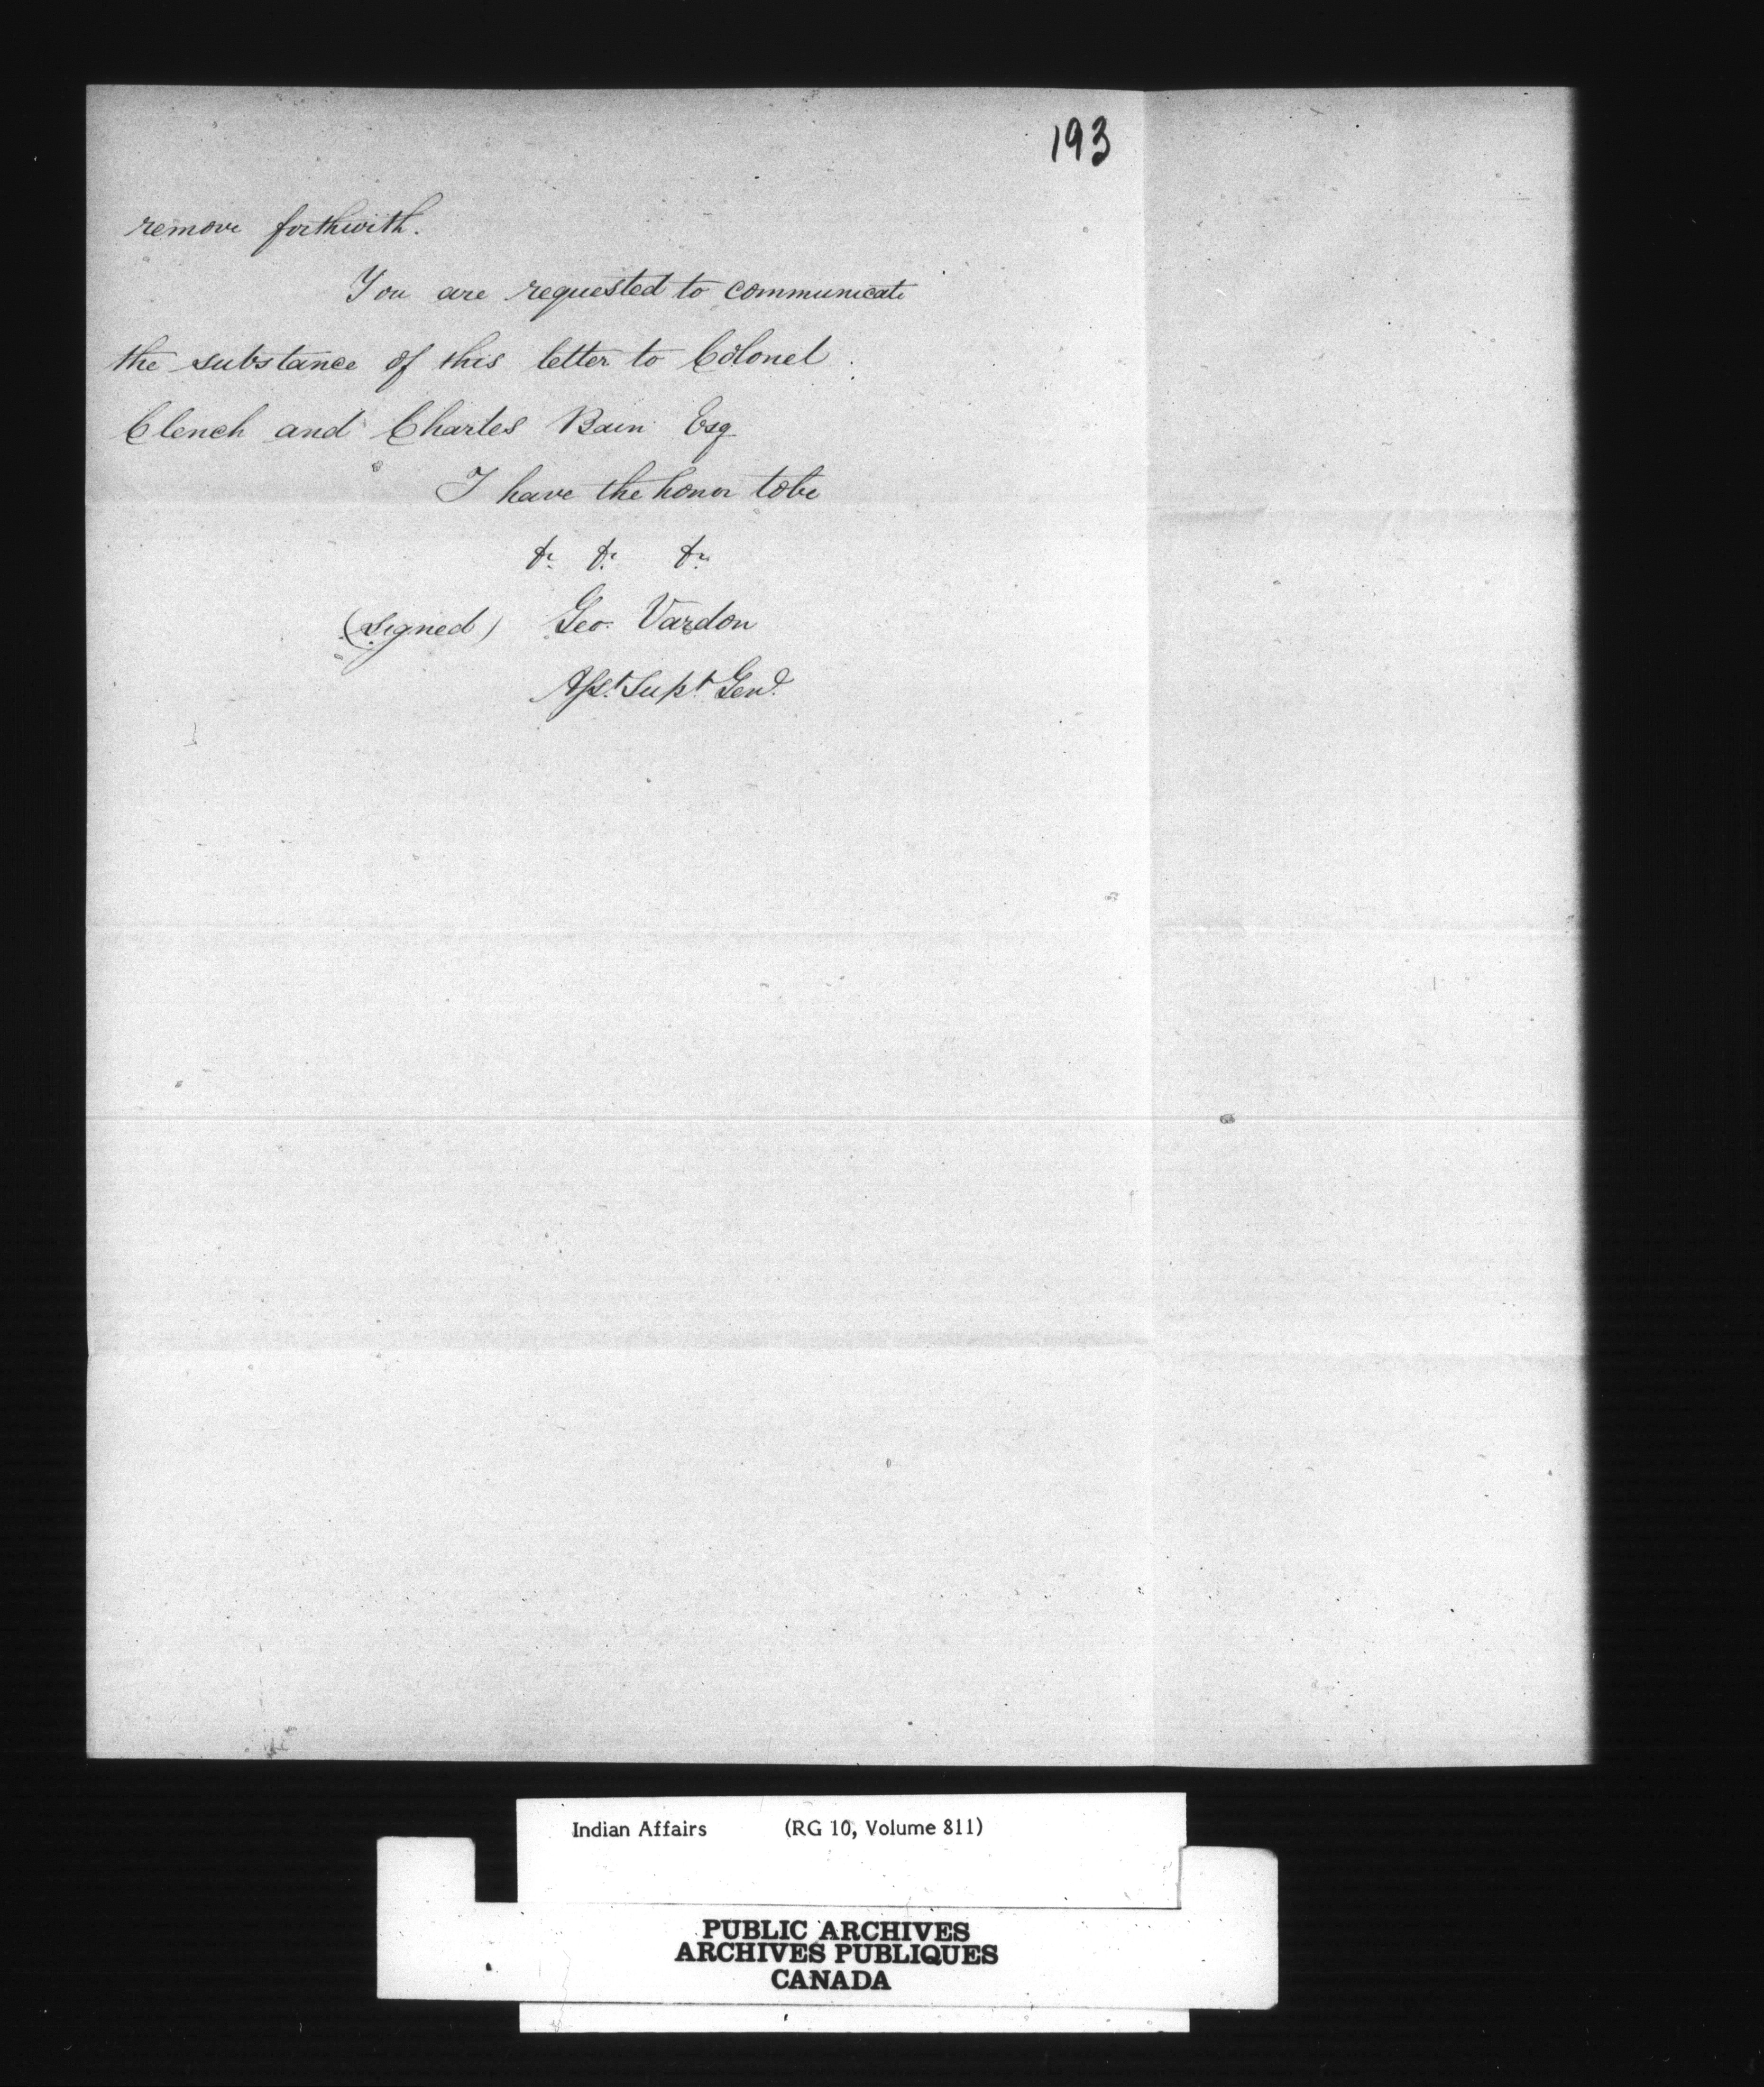 193
remove forthwith.
You are requested to communicate
the substance of this letter to Colonel
Clench and Charles Bain Esq
I have the honor to be
&c. &c. &c.
(Signed) Geo. Vardon
Asst. Supt. Genl.
Indian Affairs (RG 10, Volume 811)
PUBLIC ARCHIVES
ARCHIVES PUBLIQUES
CANADA